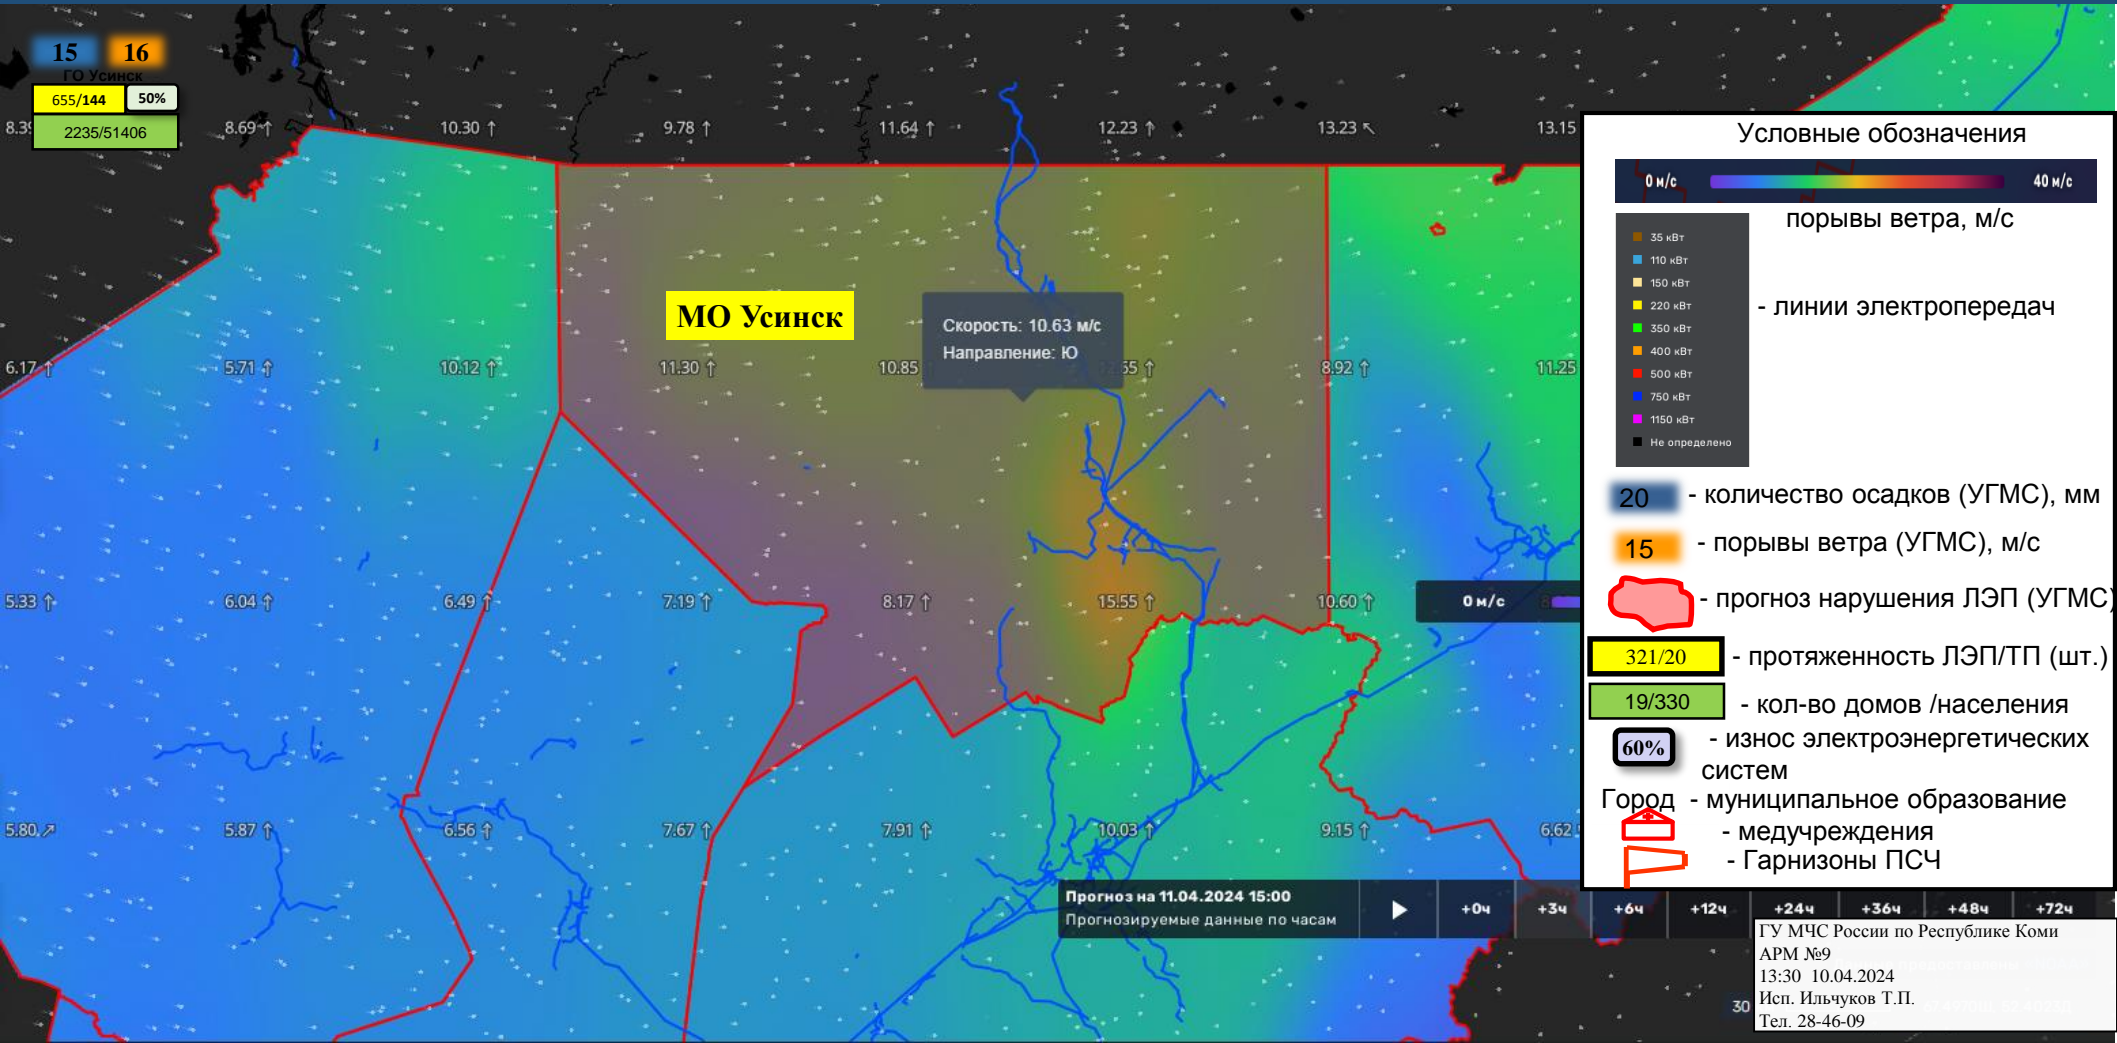 15 16
ГО Усинск
655/144 50%
2235/51406
8.69 ↑ 10.30 ↑ 9.78 ↑ 11.64 ↑ 12.23 ↑ 13.23 ↖ 13.15
МО Усинск
Скорость: 10.63 м/с
Направление: Ю
6.17 ↑ 5.71 ↑ 10.12 ↑ 11.30 ↑ 10.85 8.92 ↑ 11.25
5.33 ↑ 6.04 ↑ 6.49 ↑ 7.19 ↑ 8.17 ↑ 15.55 ↑ 10.60 ↑
0 м/с
5.80 ↗ 5.87 ↑ 6.56 ↑ 7.67 ↑ 7.91 ↑ 10.03 ↑ 9.15 ↑ 6.62
Прогноз на 11.04.2024 15:00
Прогнозируемые данные по часам
+0ч +3ч +6ч +12ч +24ч +36ч +48ч +72ч
Условные обозначения
0 м/с 40 м/с
порывы ветра, м/с
35 кВт
110 кВт
150 кВт
220 кВт
350 кВт
400 кВт
500 кВт
750 кВт
1150 кВт
Не определено
- линии электропередач
20 - количество осадков (УГМС), мм
15 - порывы ветра (УГМС), м/с
- прогноз нарушения ЛЭП (УГМС)
321/20 - протяженность ЛЭП/ТП (шт.)
19/330 - кол-во домов /населения
60% - износ электроэнергетических
систем
Город - муниципальное образование
- медучреждения
- Гарнизоны ПСЧ
ГУ МЧС России по Республике Коми
АРМ №9
13:30 10.04.2024
Исп. Ильчуков Т.П.
Тел. 28-46-09
30